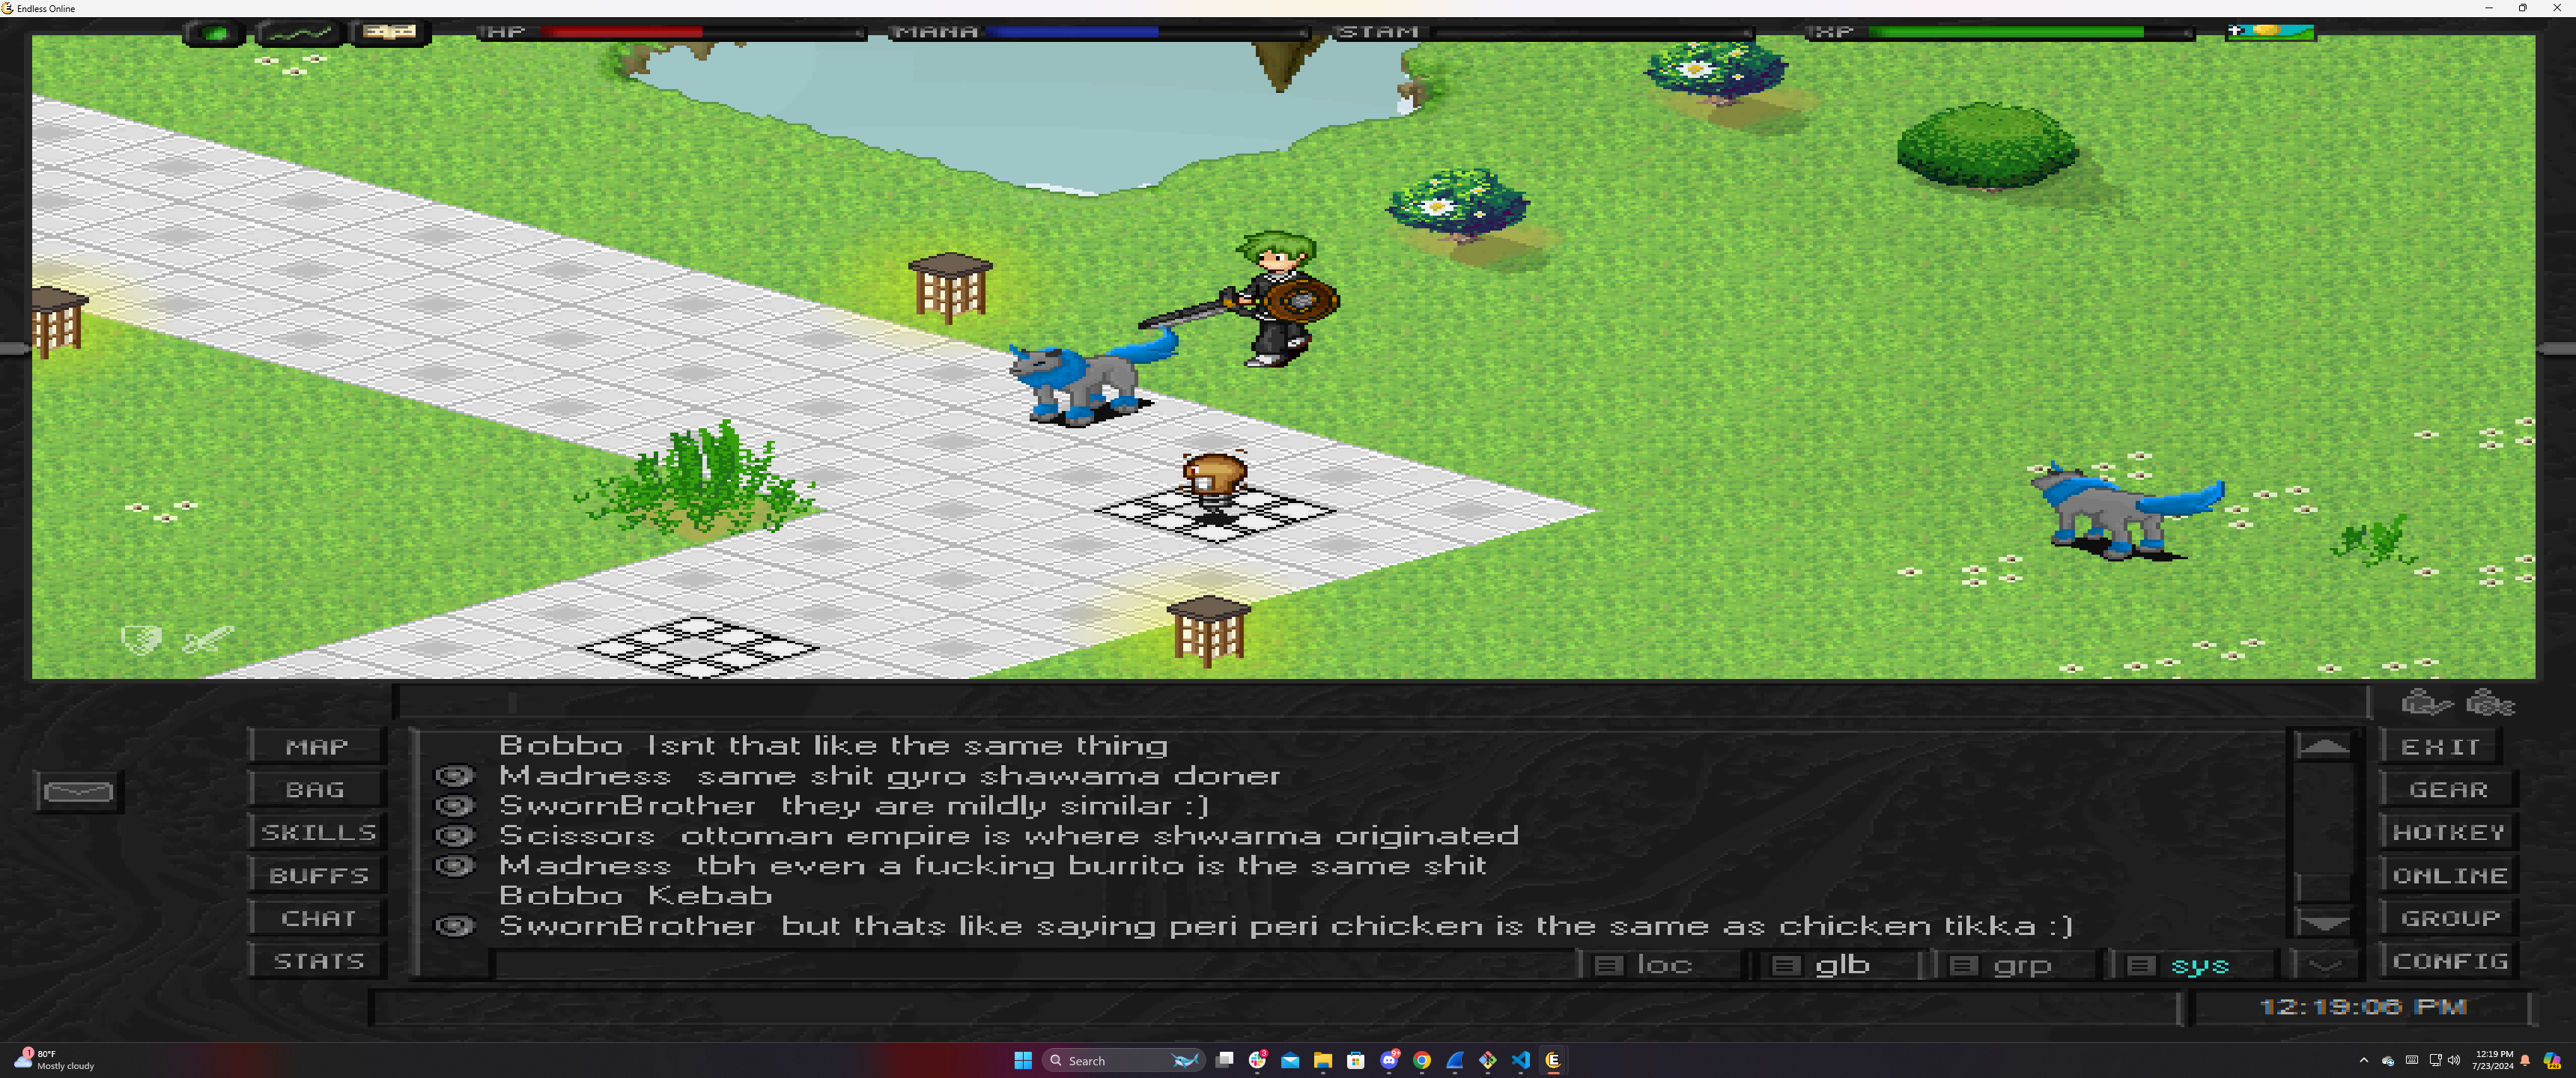 Endless Online
HP MANA STAM XP
MAP
BAG
SKILLS
BUFFS
CHAT
STATS
Bobbo Isnt that like the same thing
Madness same shit gyro shawama doner
SwornBrother they are mildly similar :)
Scissors ottoman empire is where shwarma originated
Madness tbh even a fucking burrito is the same shit
Bobbo Kebab
SwornBrother but thats like saying peri peri chicken is the same as chicken tikka :)
loc glb grp sys
EXIT
GEAR
HOTKEY
ONLINE
GROUP
CONFIG
12:19:06 PM
1
80°F
Mostly cloudy
Search
3
9+
12:19 PM
7/23/2024